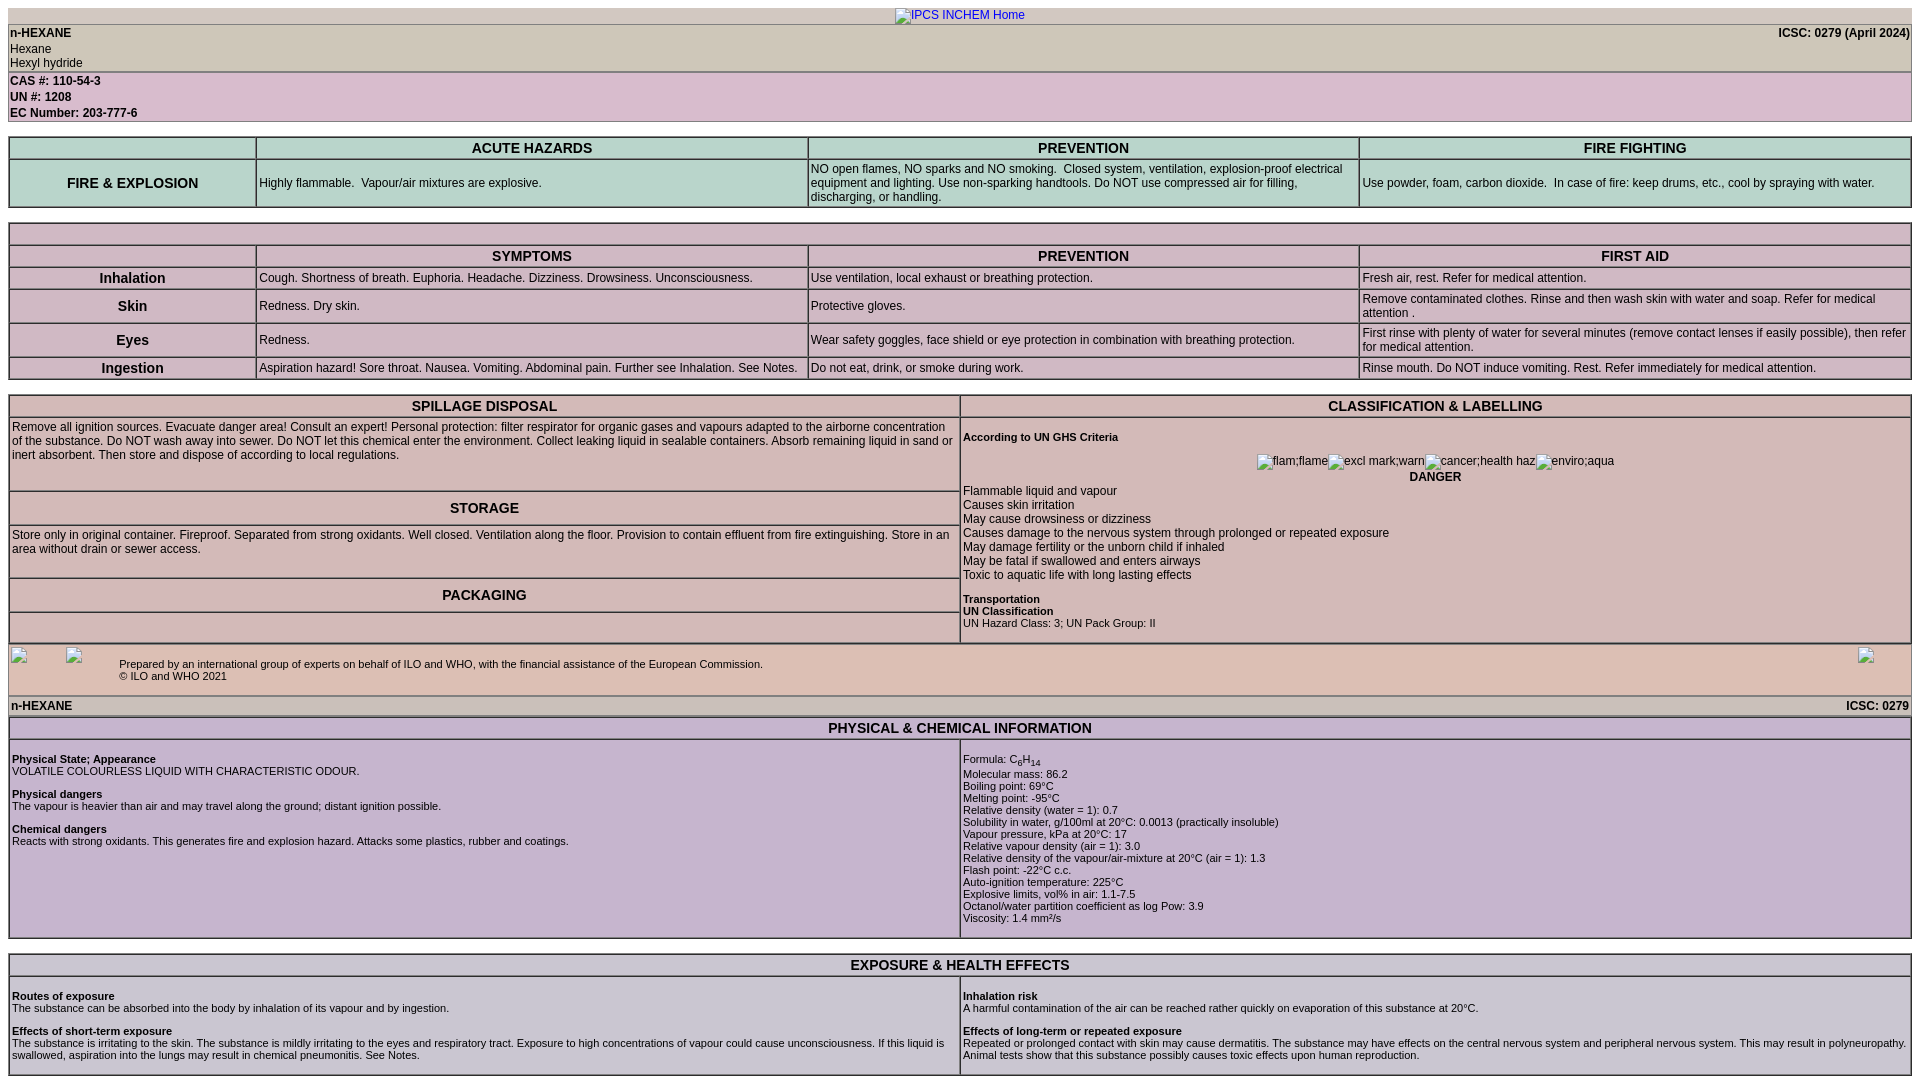 IPCS INCHEM Home
n-HEXANE ICSC: 0279 (April 2024)
Hexane
Hexyl hydride
CAS #: 110-54-3
UN #: 1208
EC Number: 203-777-6
ACUTE HAZARDS PREVENTION FIRE FIGHTING
FIRE & EXPLOSION
Highly flammable.  Vapour/air mixtures are explosive.
NO open flames, NO sparks and NO smoking.  Closed system, ventilation, explosion-proof electrical
equipment and lighting. Use non-sparking handtools. Do NOT use compressed air for filling,
discharging, or handling.
Use powder, foam, carbon dioxide.  In case of fire: keep drums, etc., cool by spraying with water.
SYMPTOMS PREVENTION FIRST AID
Inhalation
Cough. Shortness of breath. Euphoria. Headache. Dizziness. Drowsiness. Unconsciousness.
Use ventilation, local exhaust or breathing protection.
Fresh air, rest. Refer for medical attention.
Skin
Redness. Dry skin.
Protective gloves.
Remove contaminated clothes. Rinse and then wash skin with water and soap. Refer for medical
attention .
Eyes
Redness.
Wear safety goggles, face shield or eye protection in combination with breathing protection.
First rinse with plenty of water for several minutes (remove contact lenses if easily possible), then refer
for medical attention.
Ingestion
Aspiration hazard! Sore throat. Nausea. Vomiting. Abdominal pain. Further see Inhalation. See Notes.
Do not eat, drink, or smoke during work.
Rinse mouth. Do NOT induce vomiting. Rest. Refer immediately for medical attention.
SPILLAGE DISPOSAL
Remove all ignition sources. Evacuate danger area! Consult an expert! Personal protection: filter respirator for organic gases and vapours adapted to the airborne concentration
of the substance. Do NOT wash away into sewer. Do NOT let this chemical enter the environment. Collect leaking liquid in sealable containers. Absorb remaining liquid in sand or
inert absorbent. Then store and dispose of according to local regulations.
STORAGE
Store only in original container. Fireproof. Separated from strong oxidants. Well closed. Ventilation along the floor. Provision to contain effluent from fire extinguishing. Store in an
area without drain or sewer access.
PACKAGING
CLASSIFICATION & LABELLING
According to UN GHS Criteria
flam;flame excl mark;warn cancer;health haz enviro;aqua
DANGER
Flammable liquid and vapour
Causes skin irritation
May cause drowsiness or dizziness
Causes damage to the nervous system through prolonged or repeated exposure
May damage fertility or the unborn child if inhaled
May be fatal if swallowed and enters airways
Toxic to aquatic life with long lasting effects
Transportation
UN Classification
UN Hazard Class: 3; UN Pack Group: II
Prepared by an international group of experts on behalf of ILO and WHO, with the financial assistance of the European Commission.
© ILO and WHO 2021
n-HEXANE ICSC: 0279
PHYSICAL & CHEMICAL INFORMATION
Physical State; Appearance
VOLATILE COLOURLESS LIQUID WITH CHARACTERISTIC ODOUR.
Physical dangers
The vapour is heavier than air and may travel along the ground; distant ignition possible.
Chemical dangers
Reacts with strong oxidants. This generates fire and explosion hazard. Attacks some plastics, rubber and coatings.
Formula: C6H14
Molecular mass: 86.2
Boiling point: 69°C
Melting point: -95°C
Relative density (water = 1): 0.7
Solubility in water, g/100ml at 20°C: 0.0013 (practically insoluble)
Vapour pressure, kPa at 20°C: 17
Relative vapour density (air = 1): 3.0
Relative density of the vapour/air-mixture at 20°C (air = 1): 1.3
Flash point: -22°C c.c.
Auto-ignition temperature: 225°C
Explosive limits, vol% in air: 1.1-7.5
Octanol/water partition coefficient as log Pow: 3.9
Viscosity: 1.4 mm²/s
EXPOSURE & HEALTH EFFECTS
Routes of exposure
The substance can be absorbed into the body by inhalation of its vapour and by ingestion.
Effects of short-term exposure
The substance is irritating to the skin. The substance is mildly irritating to the eyes and respiratory tract. Exposure to high concentrations of vapour could cause unconsciousness. If this liquid is
swallowed, aspiration into the lungs may result in chemical pneumonitis. See Notes.
Inhalation risk
A harmful contamination of the air can be reached rather quickly on evaporation of this substance at 20°C.
Effects of long-term or repeated exposure
Repeated or prolonged contact with skin may cause dermatitis. The substance may have effects on the central nervous system and peripheral nervous system. This may result in polyneuropathy.
Animal tests show that this substance possibly causes toxic effects upon human reproduction.